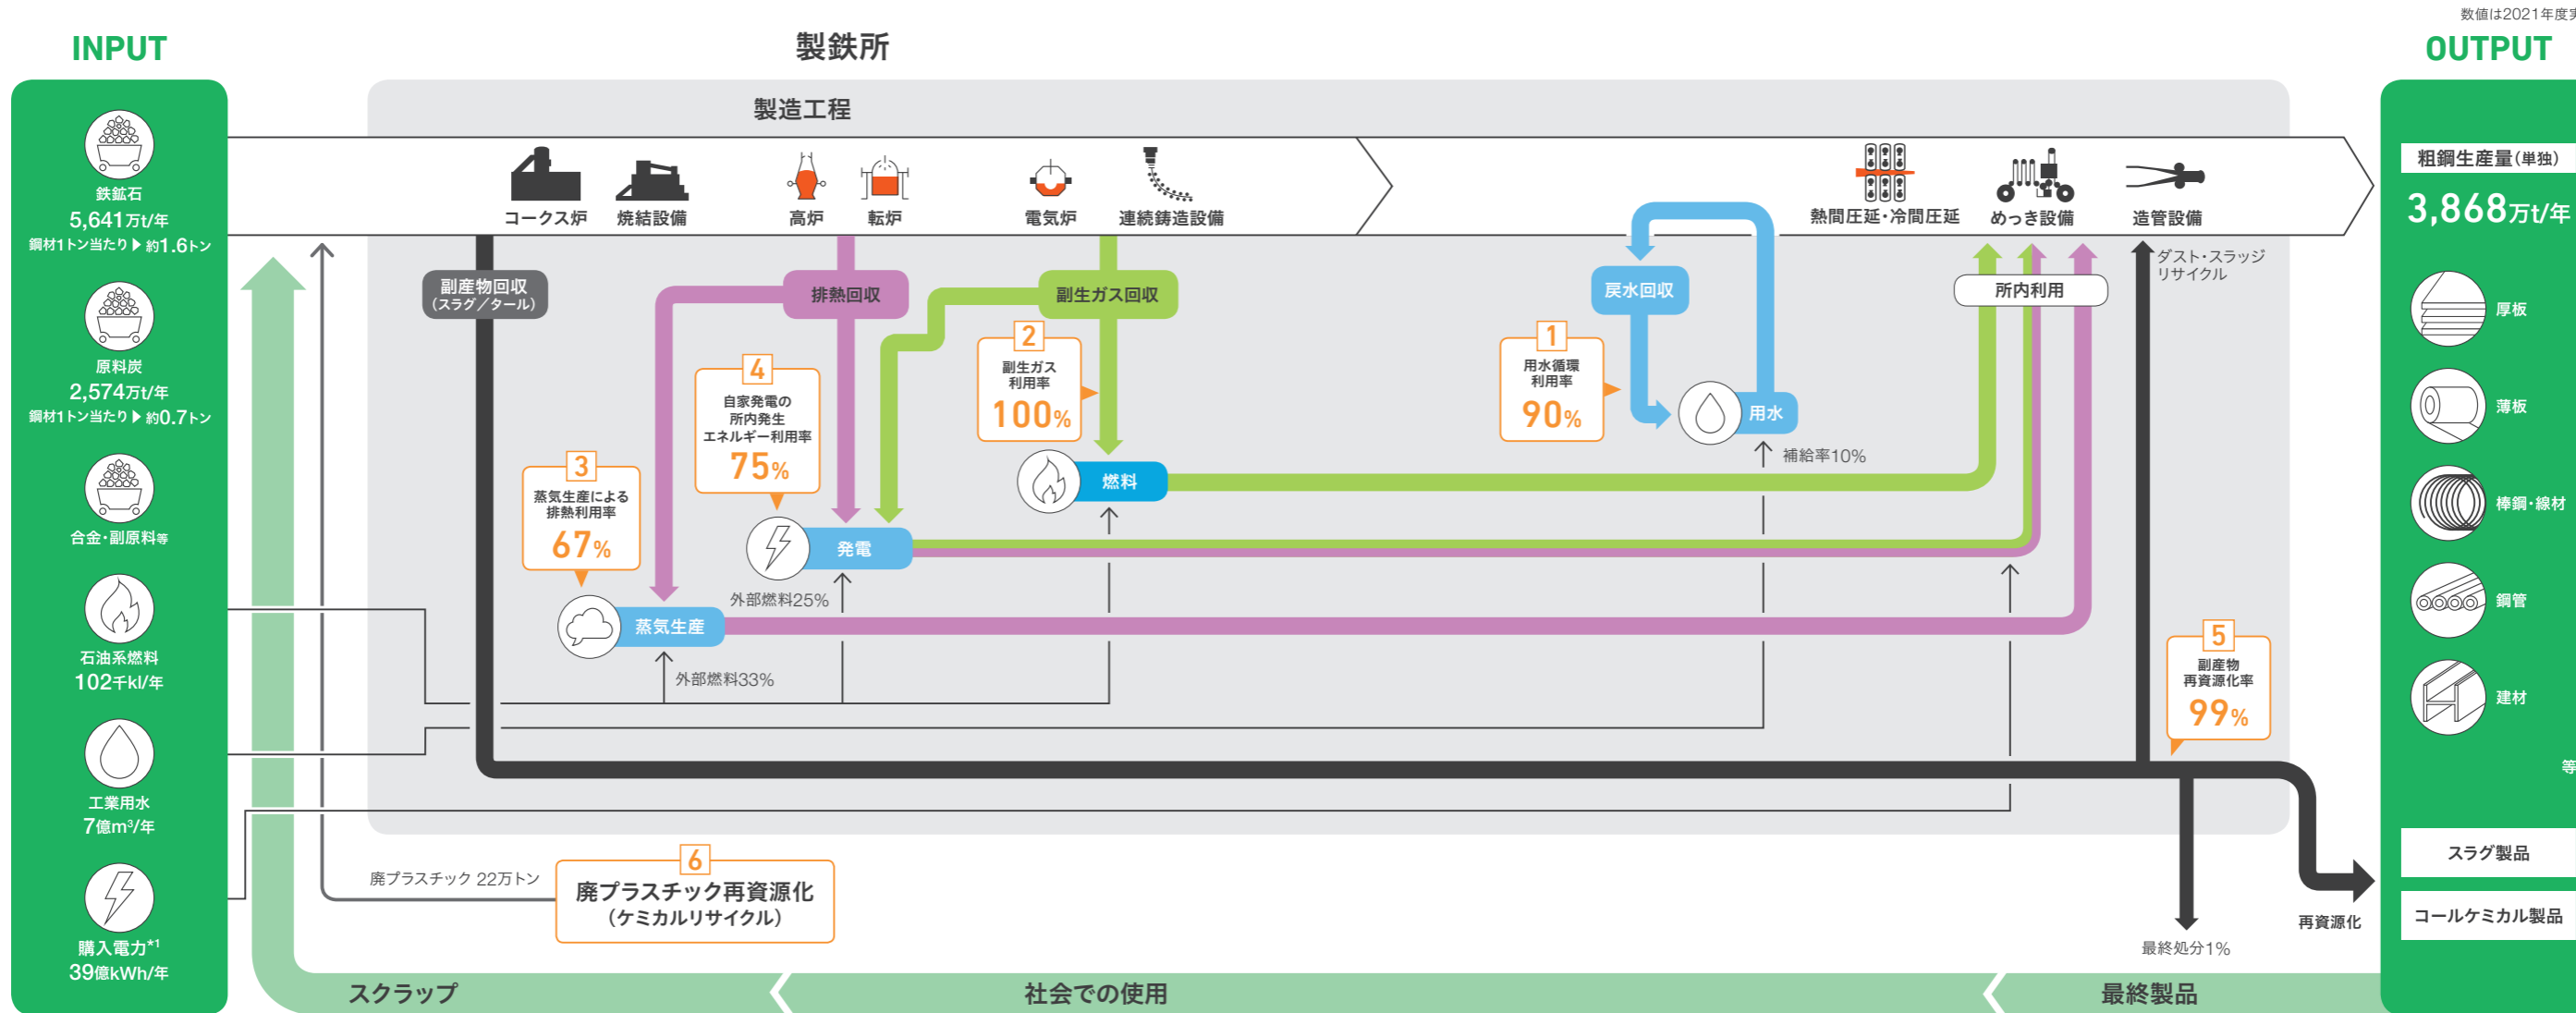 数値は2021年度実
INPUT
製鉄所
OUTPUT
鉄鉱石
5,641万t/年
鋼材1トン当たり▶約1.6トン
原料炭
2,574万t/年
鋼材1トン当たり▶約0.7トン
合金・副原料等
石油系燃料
102千kl/年
工業用水
7億m³/年
購入電力*1
39億kWh/年
製造工程
コークス炉
焼結設備
高炉
転炉
電気炉
連続鋳造設備
熱間圧延・冷間圧延
めっき設備
造管設備
副産物回収
(スラグ/タール)
排熱回収
副生ガス回収
戻水回収
所内利用
ダスト・スラッジ
リサイクル
1
用水循環
利用率
90%
用水
補給率10%
2
副生ガス
利用率
100%
燃料
4
自家発電の
所内発生
エネルギー利用率
75%
発電
外部燃料25%
3
蒸気生産による
排熱利用率
67%
蒸気生産
外部燃料33%
5
副産物
再資源化率
99%
6
廃プラスチック再資源化
(ケミカルリサイクル)
廃プラスチック 22万トン
最終処分1%
再資源化
スクラップ
社会での使用
最終製品
粗鋼生産量(単独)
3,868万t/年
厚板
薄板
棒鋼・線材
鋼管
建材
等
スラグ製品
コールケミカル製品